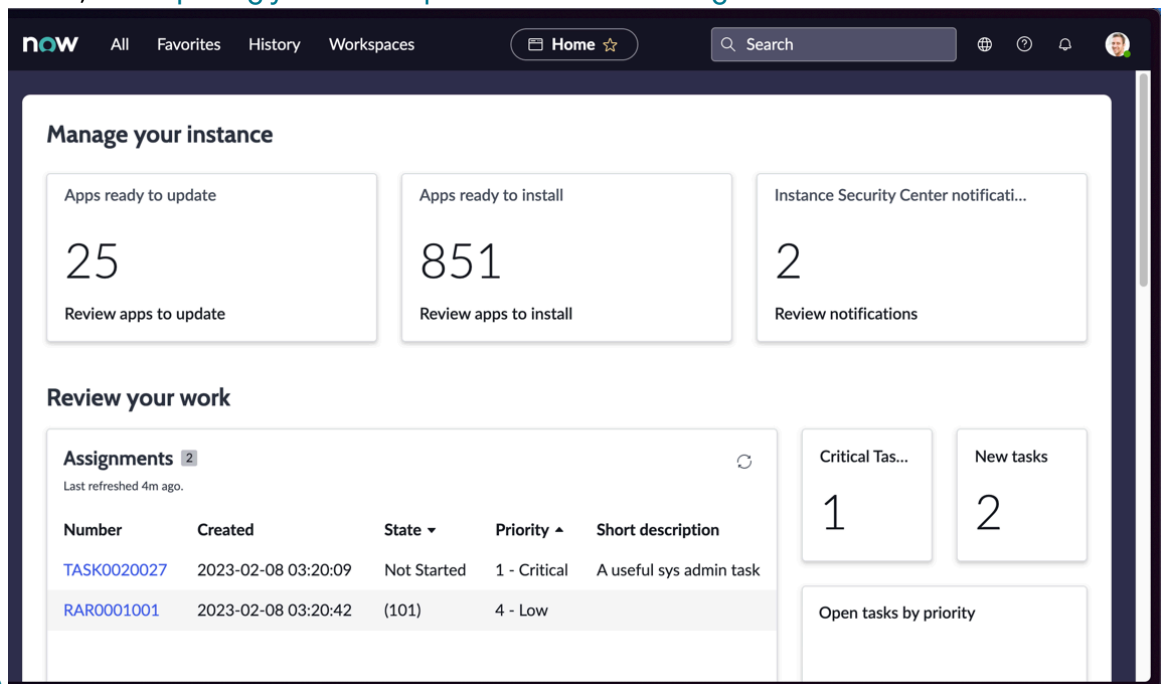 now All Favorites History Workspaces Home Search
Manage your instance
Apps ready to update Apps ready to install Instance Security Center notificati...
25 851 2
Review apps to update Review apps to install Review notifications
Review your work
Assignments 2 Critical Tas... New tasks
Last refreshed 4m ago.
1 2
Number Created State Priority Short description
TASK0020027 2023-02-08 03:20:09 Not Started 1 - Critical A useful sys admin task
RAR0001001 2023-02-08 03:20:42 (101) 4 - Low
Open tasks by priority